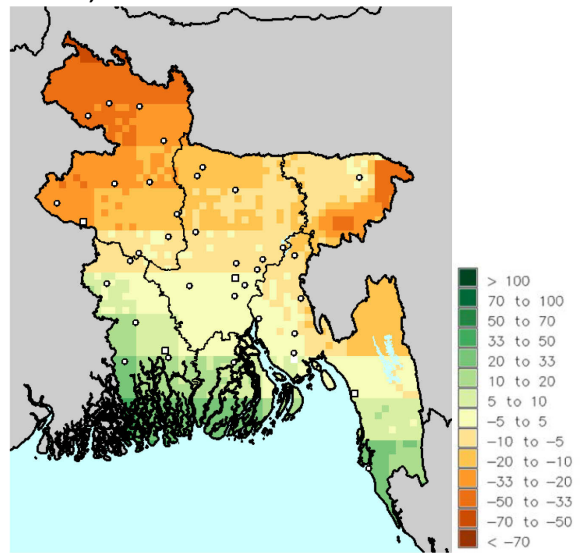 > 100
70 to 100
50 to 70
33 to 50
20 to 33
10 to 20
5 to 10
-5 to 5
-10 to -5
-20 to -10
-33 to -20
-50 to -33
-70 to -50
< -70